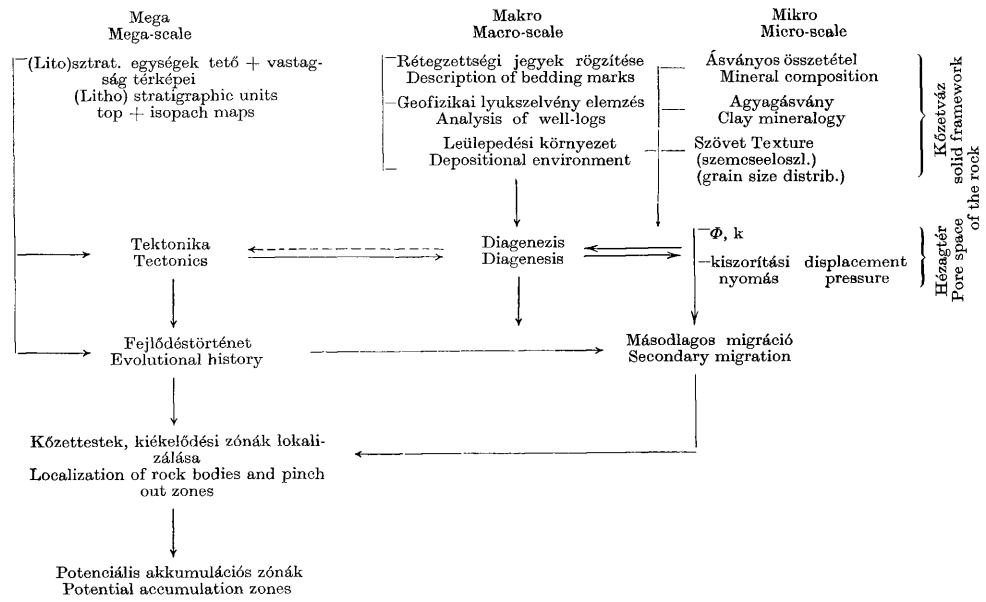 Mega
Mega-scale
(Lito)sztrat. egységek tető + vastag-
ság térképei
(Litho) stratigraphic units
top + isopach maps
Makro
Macro-scale
Rétegzettségi jegyek rögzítése
Description of bedding marks
Geofizikai lyukszelvény elemzés
Analysis of well-logs
Leülepedési környezet
Depositional environment
Mikro
Micro-scale
Ásványos összetétel
Mineral composition
Agyagásvány
Clay mineralogy
Szövet Texture
(szemcseeloszl.)
(grain size distrib.)
Kőzetváz
solid framework
of the rock
Tektonika
Tectonics
Diagenezis
Diagenesis
Φ, k
kiszorítási displacement
nyomás pressure
Hézagtér
Pore space
Fejlődéstörténet
Evolutional history
Másodlagos migráció
Secondary migration
Kőzettestek, kiékelődési zónák lokali-
zálása
Localization of rock bodies and pinch
out zones
Potenciális akkumulációs zónák
Potential accumulation zones